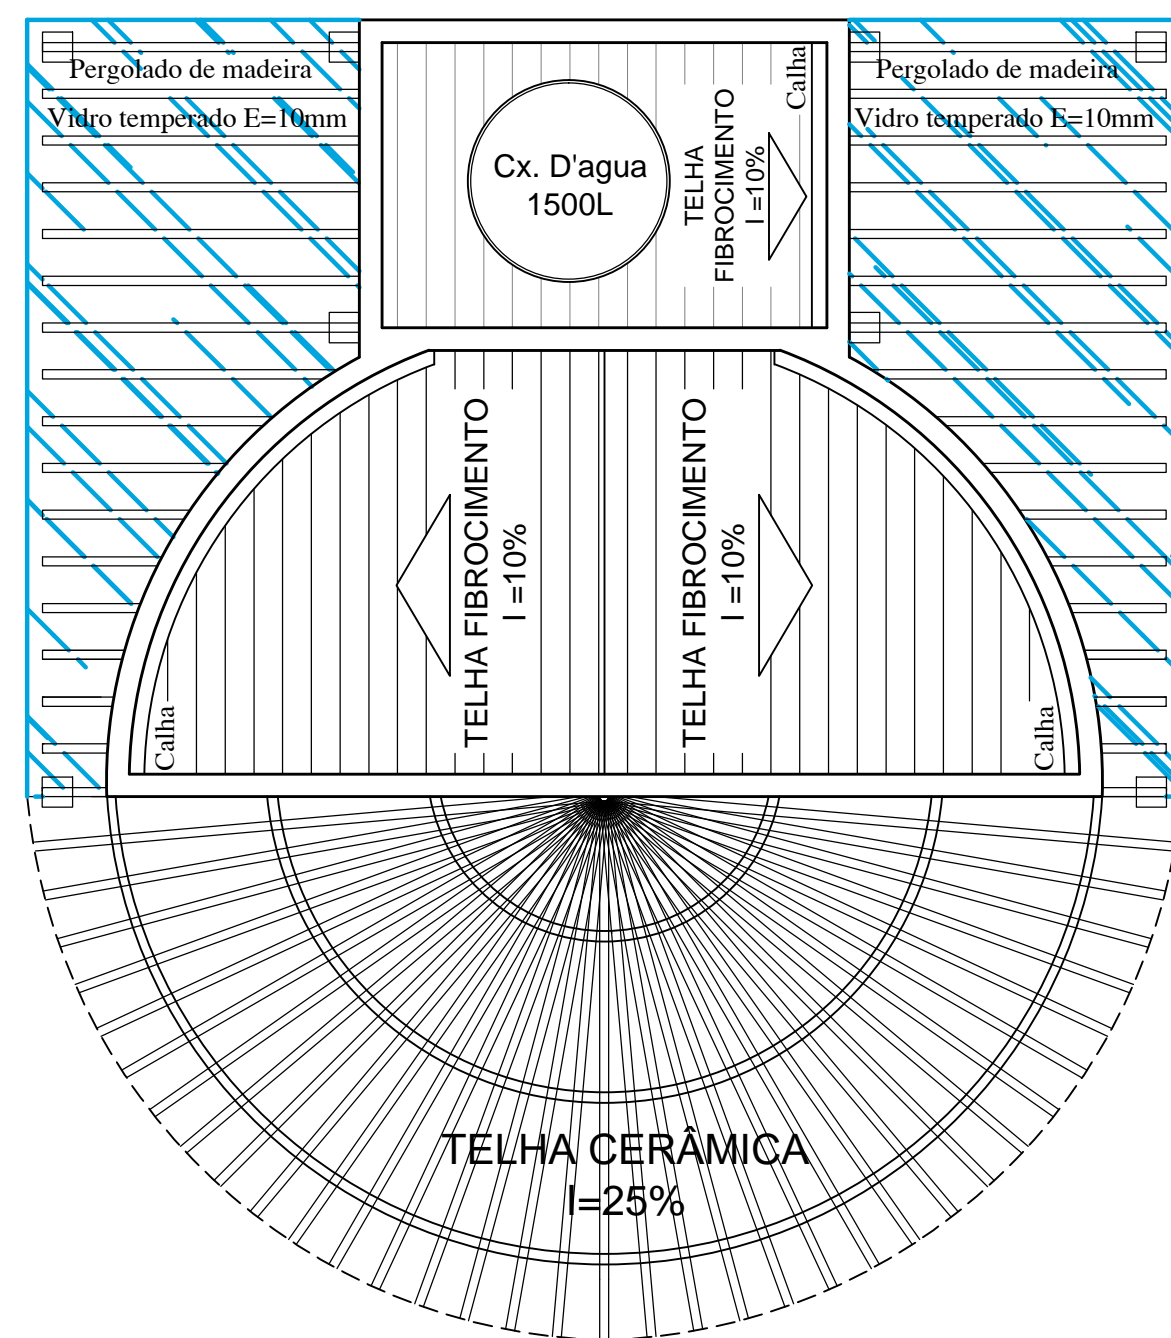 Pergolado de madeira
Vidro temperado E=10mm
Cx. D'agua
1500L
TELHA
FIBROCIMENTO
I =10%
Calha
Pergolado de madeira
Vidro temperado E=10mm
TELHA FIBROCIMENTO
I =10%
TELHA FIBROCIMENTO
I =10%
Calha
Calha
TELHA CERÂMICA
I=25%